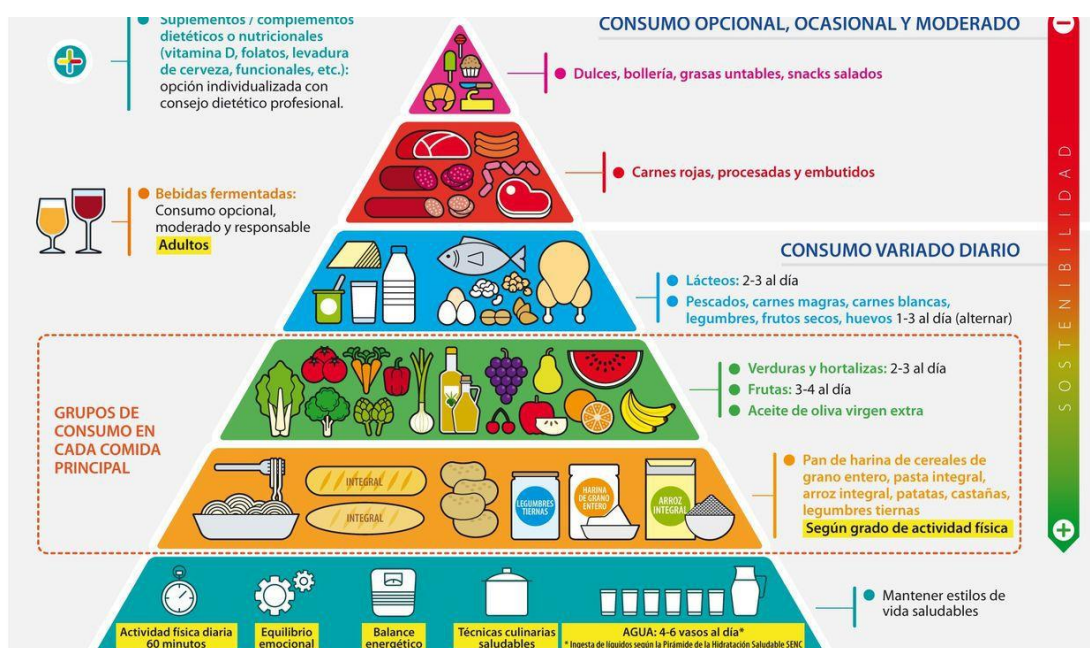 Suplementos / complementos
dietéticos o nutricionales
(vitamina D, folatos, levadura
de cerveza, funcionales, etc.):
opción individualizada con
consejo dietético profesional.
CONSUMO OPCIONAL, OCASIONAL Y MODERADO
Dulces, bollería, grasas untables, snacks salados
Carnes rojas, procesadas y embutidos
Bebidas fermentadas:
Consumo opcional,
moderado y responsable
Adultos
CONSUMO VARIADO DIARIO
Lácteos: 2-3 al día
Pescados, carnes magras, carnes blancas,
legumbres, frutos secos, huevos 1-3 al día (alternar)
SOSTENIBILIDAD
GRUPOS DE
CONSUMO EN
CADA COMIDA
PRINCIPAL
Verduras y hortalizas: 2-3 al día
Frutas: 3-4 al día
Aceite de oliva virgen extra
INTEGRAL
INTEGRAL
LEGUMBRES
TIERNAS
HARINA
DE GRANO
ENTERO
ARROZ
INTEGRAL
Pan de harina de cereales de
grano entero, pasta integral,
arroz integral, patatas, castañas,
legumbres tiernas
Según grado de actividad física
Mantener estilos de
vida saludables
Actividad física diaria
60 minutos
Equilibrio
emocional
Balance
energético
Técnicas culinarias
saludables
AGUA: 4-6 vasos al día*
* Ingesta de líquidos según la Pirámide de la Hidratación Saludable SENC